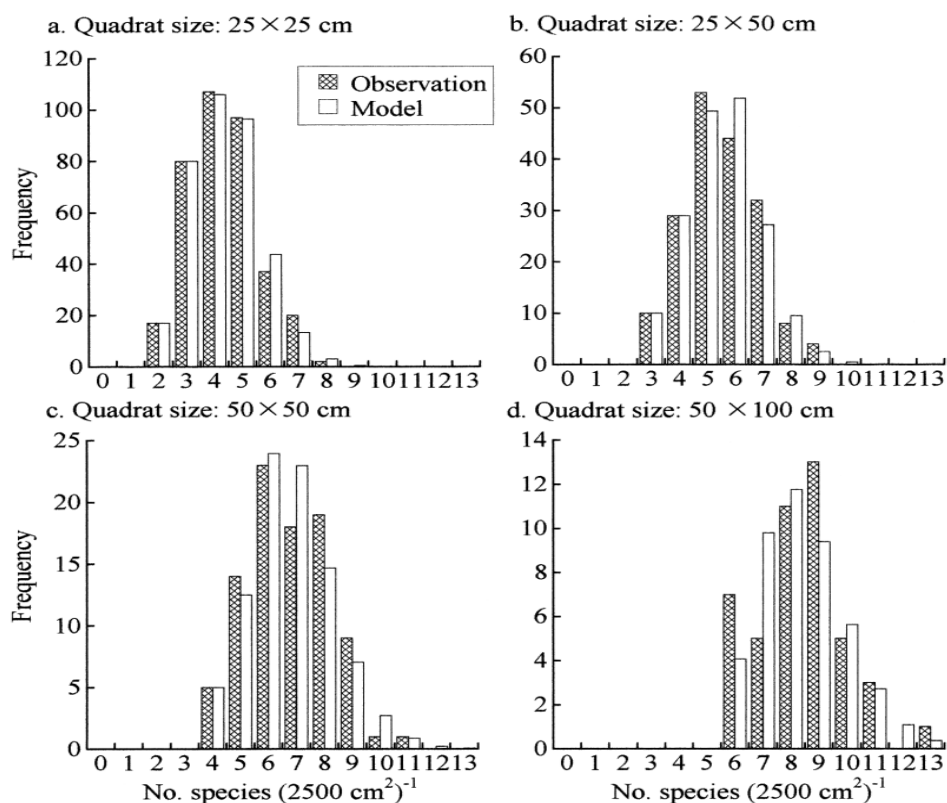 a. Quadrat size: 25×25 cm
120
100
80
60
40
20
0
Frequency
Observation
Model
0 1 2 3 4 5 6 7 8 9 10 11 12 13
b. Quadrat size: 25×50 cm
60
50
40
30
20
10
0
0 1 2 3 4 5 6 7 8 9 10 11 12 13
c. Quadrat size: 50×50 cm
25
20
15
10
5
0
Frequency
0 1 2 3 4 5 6 7 8 9 10 11 12 13
No. species (2500 cm²)⁻¹
d. Quadrat size: 50 ×100 cm
14
12
10
8
6
4
2
0
0 1 2 3 4 5 6 7 8 9 10 11 12 13
No. species (2500 cm²)⁻¹